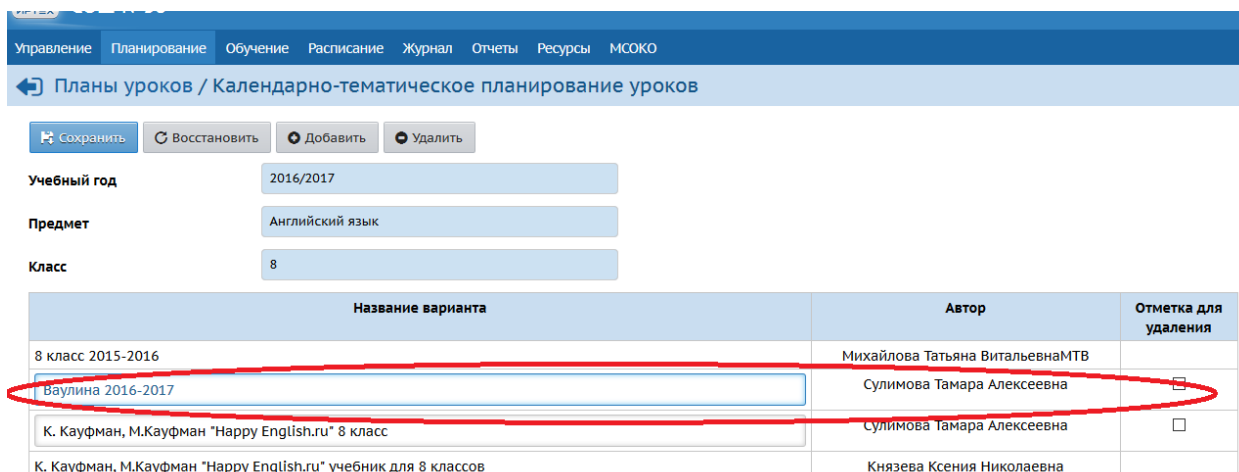 Управление Планирование Обучение Расписание Журнал Отчеты Ресурсы МСОКО
Планы уроков / Календарно-тематическое планирование уроков
Сохранить Восстановить Добавить Удалить
Учебный год 2016/2017
Предмет Английский язык
Класс 8
Название варианта Автор Отметка для
удаления
8 класс 2015-2016 Михайлова Татьяна ВитальевнаМТВ
Ваулина 2016-2017 Сулимова Тамара Алексеевна
К. Кауфман, М.Кауфман "Happy English.ru" 8 класс Сулимова Тамара Алексеевна
К. Кауфман, М.Кауфман "Happy English.ru" учебник для 8 классов Князева Ксения Николаевна